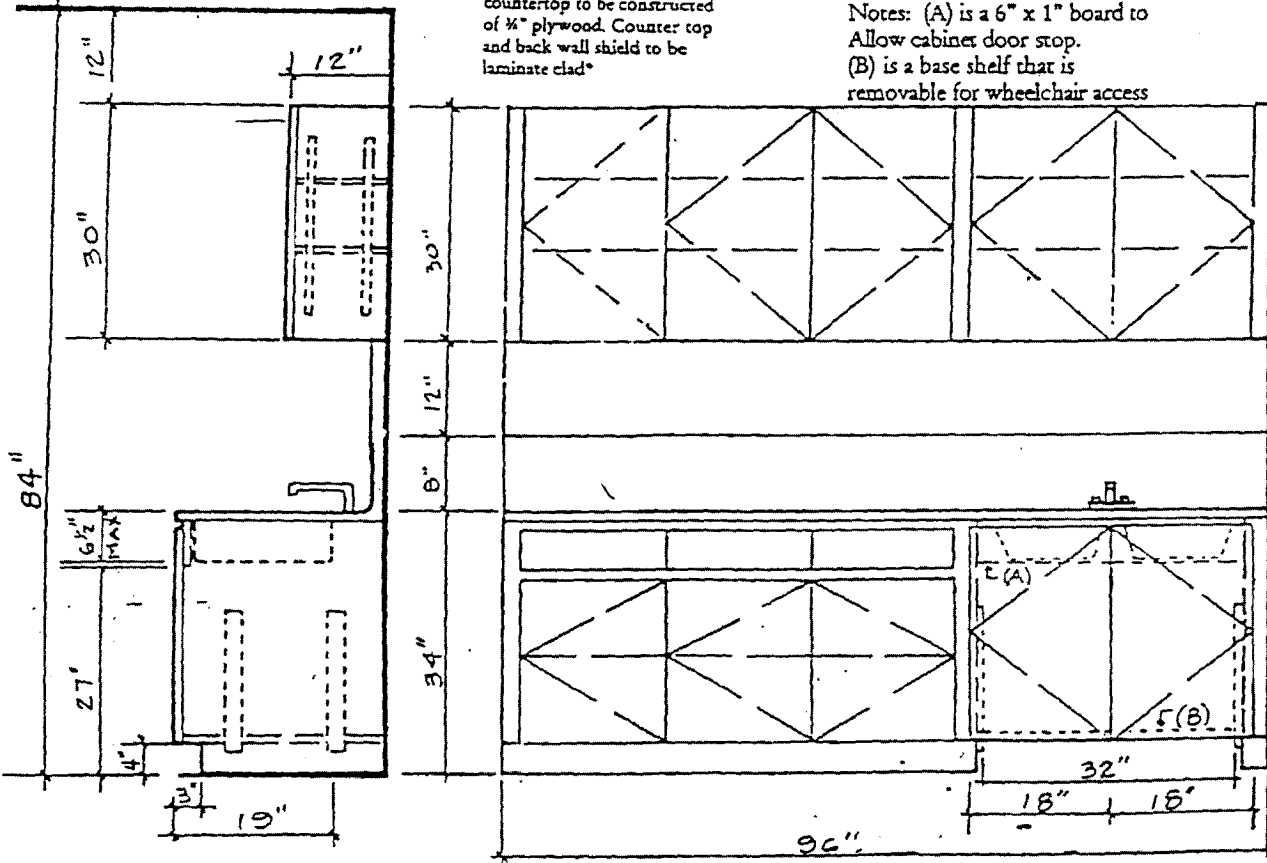 countertop to be constructed
of ¾" plywood. Counter top
and back wall shield to be
laminate clad*
Notes: (A) is a 6" x 1" board to
Allow cabinet door stop.
(B) is a base shelf that is
removable for wheelchair access
12"
12"
30"
30"
12"
8"
84"
6½"
MAX
27"
34"
4"
3"
19"
(A)
(B)
32"
18"
18"
96"